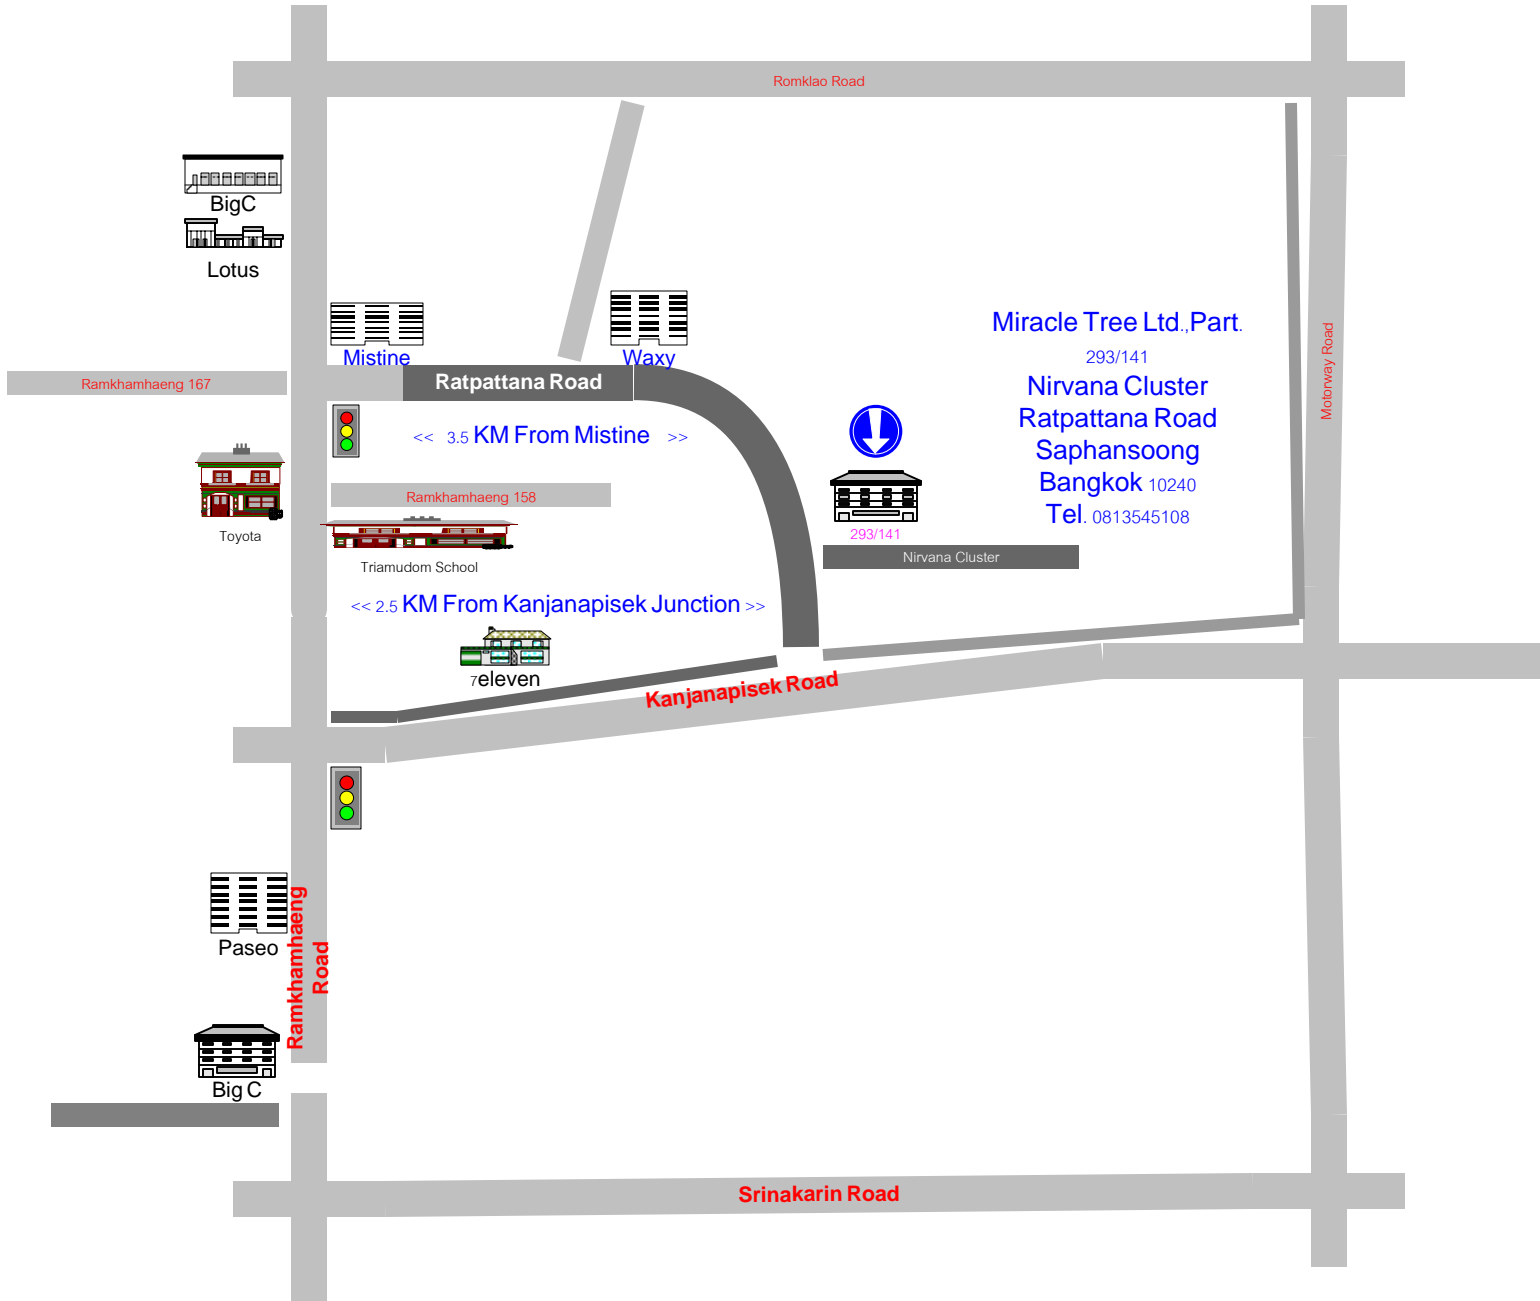 Romklao Road
BigC
Lotus
Mistine
Waxy
Miracle Tree Ltd.,Part.
293/141
Nirvana Cluster
Ratpattana Road
Saphansoong
Bangkok 10240
Tel. 0813545108
Motorway Road
Ramkhamhaeng 167
Ratpattana Road
<< 3.5 KM From Mistine >>
Ramkhamhaeng 158
Toyota
293/141
Nirvana Cluster
Triamudom School
<< 2.5 KM From Kanjanapisek Junction >>
7eleven
Kanjanapisek Road
Paseo
Ramkhamhaeng
Road
Big C
Srinakarin Road